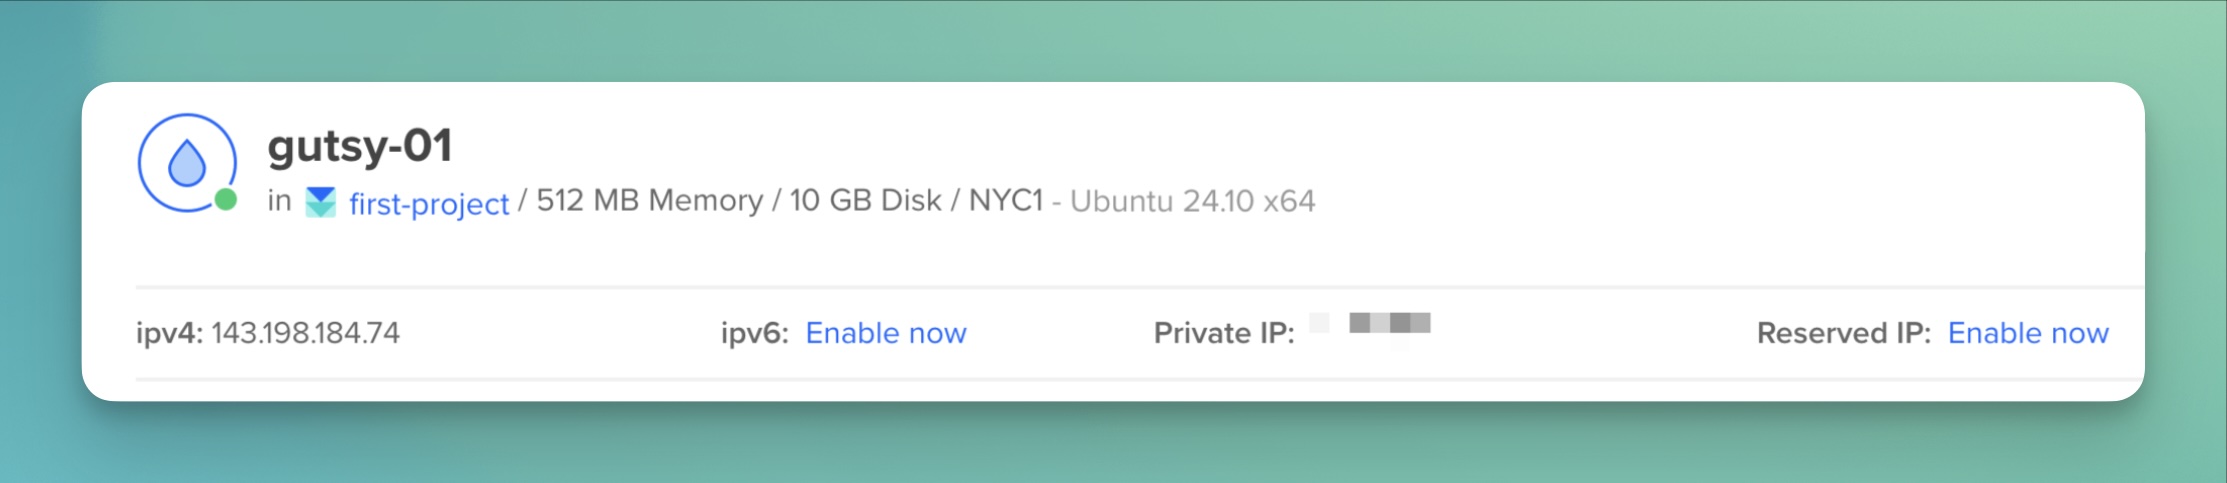 gutsy-01
in first-project / 512 MB Memory / 10 GB Disk / NYC1 - Ubuntu 24.10 x64
ipv4: 143.198.184.74 ipv6: Enable now Private IP: Reserved IP: Enable now